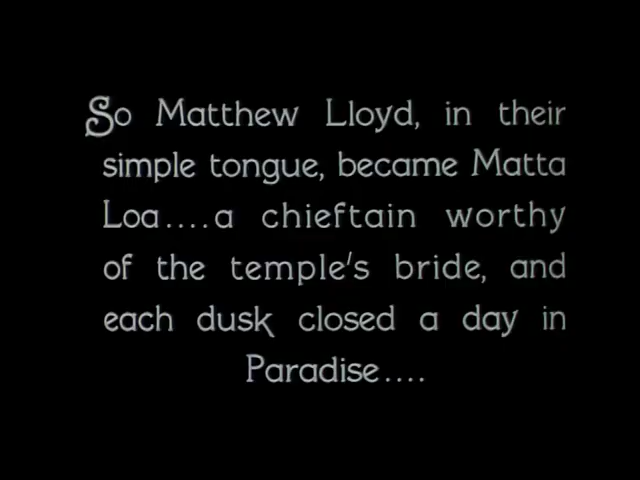 So Matthew Lloyd, in their
simple tongue, became Matta
Loa....a chieftain worthy
of the temple's bride, and
each dusk closed a day in
Paradise....